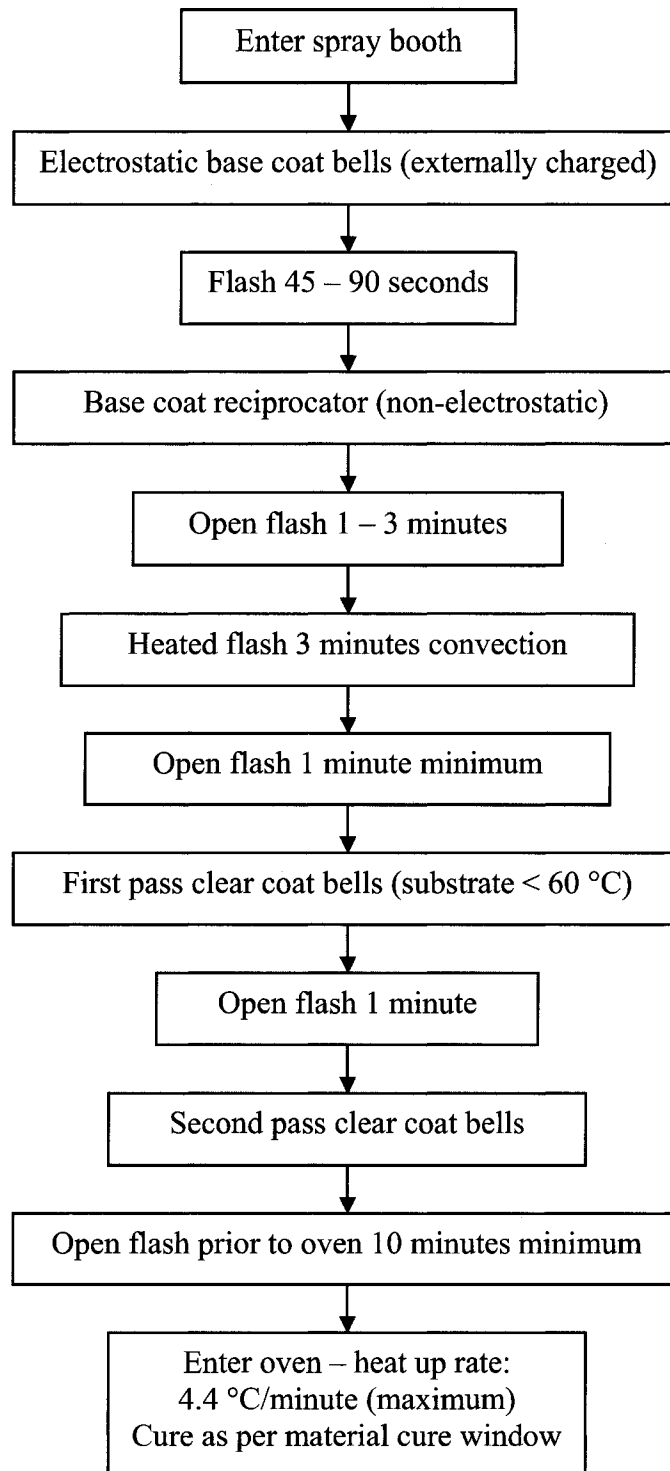 Enter spray booth
Electrostatic base coat bells (externally charged)
Flash 45 – 90 seconds
Base coat reciprocator (non-electrostatic)
Open flash 1 – 3 minutes
Heated flash 3 minutes convection
Open flash 1 minute minimum
First pass clear coat bells (substrate < 60 °C)
Open flash 1 minute
Second pass clear coat bells
Open flash prior to oven 10 minutes minimum
Enter oven – heat up rate:
4.4 °C/minute (maximum)
Cure as per material cure window